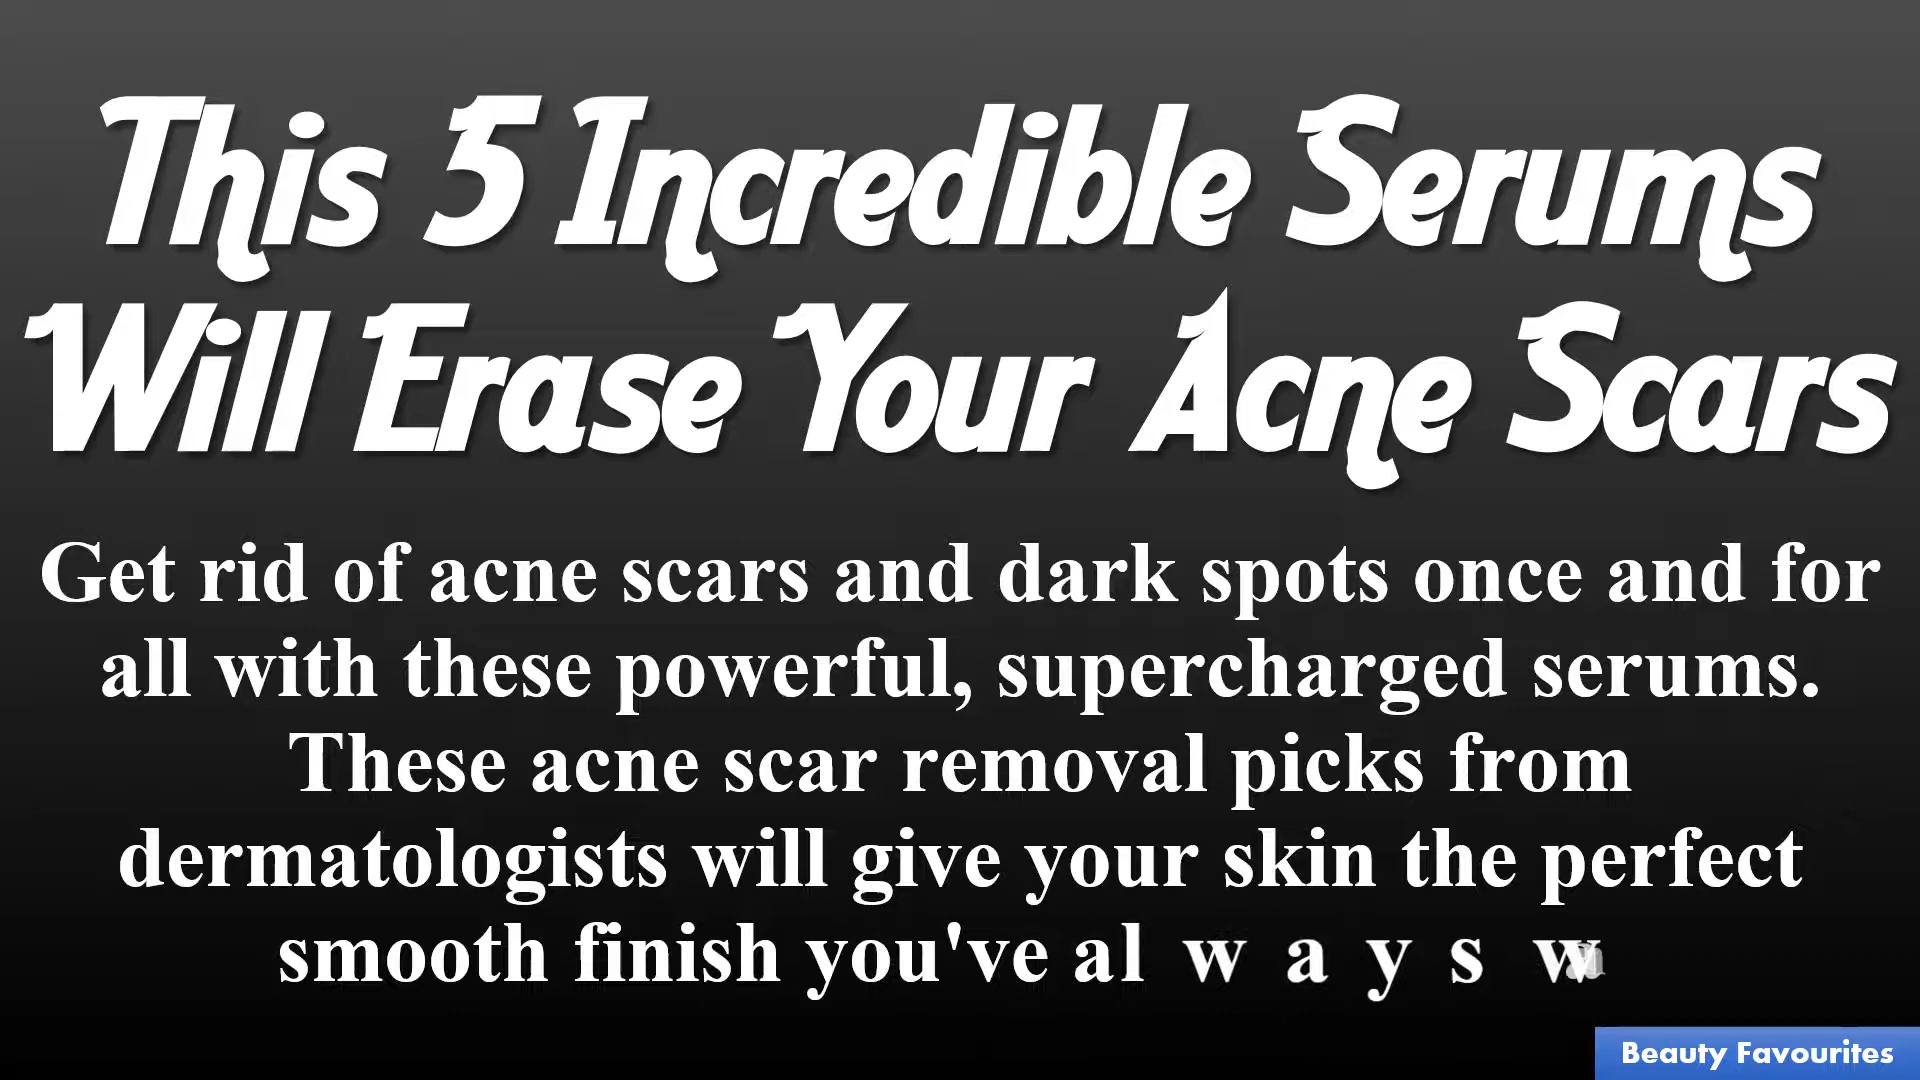 This 5 Incredible Serums
Will Erase Your Acne Scars
Get rid of acne scars and dark spots once and for
all with these powerful, supercharged serums.
These acne scar removal picks from
dermatologists will give your skin the perfect
smooth finish you've always
Beauty Favourites